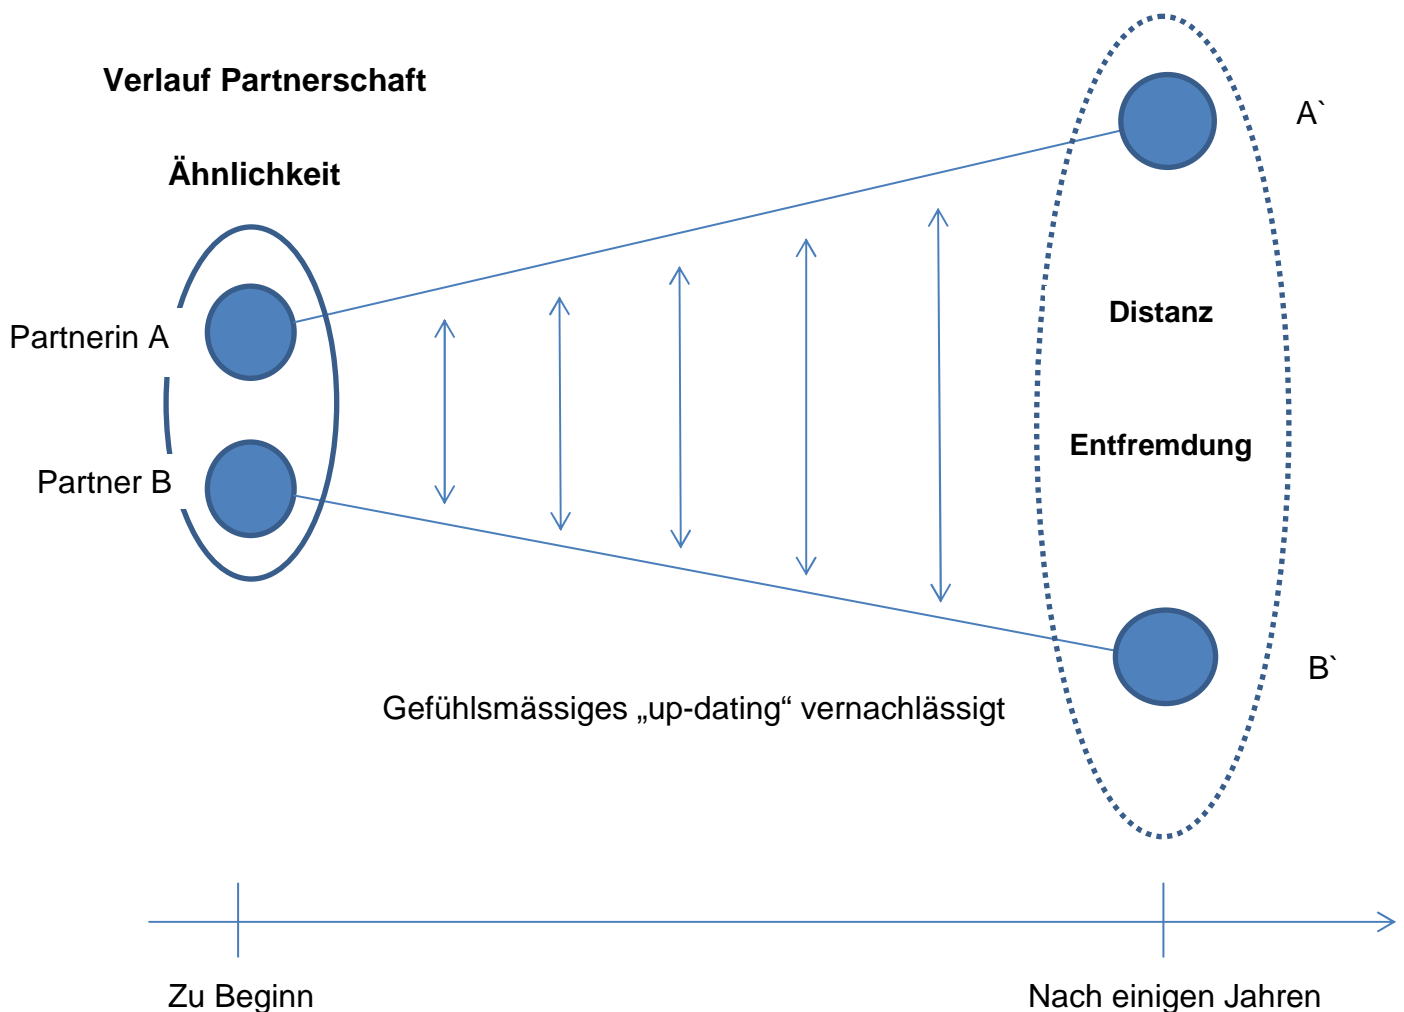 Verlauf Partnerschaft
A`
Ähnlichkeit
Distanz
Partnerin A
Entfremdung
Partner B
B`
Gefühlsmässiges „up-dating“ vernachlässigt
Zu Beginn
Nach einigen Jahren